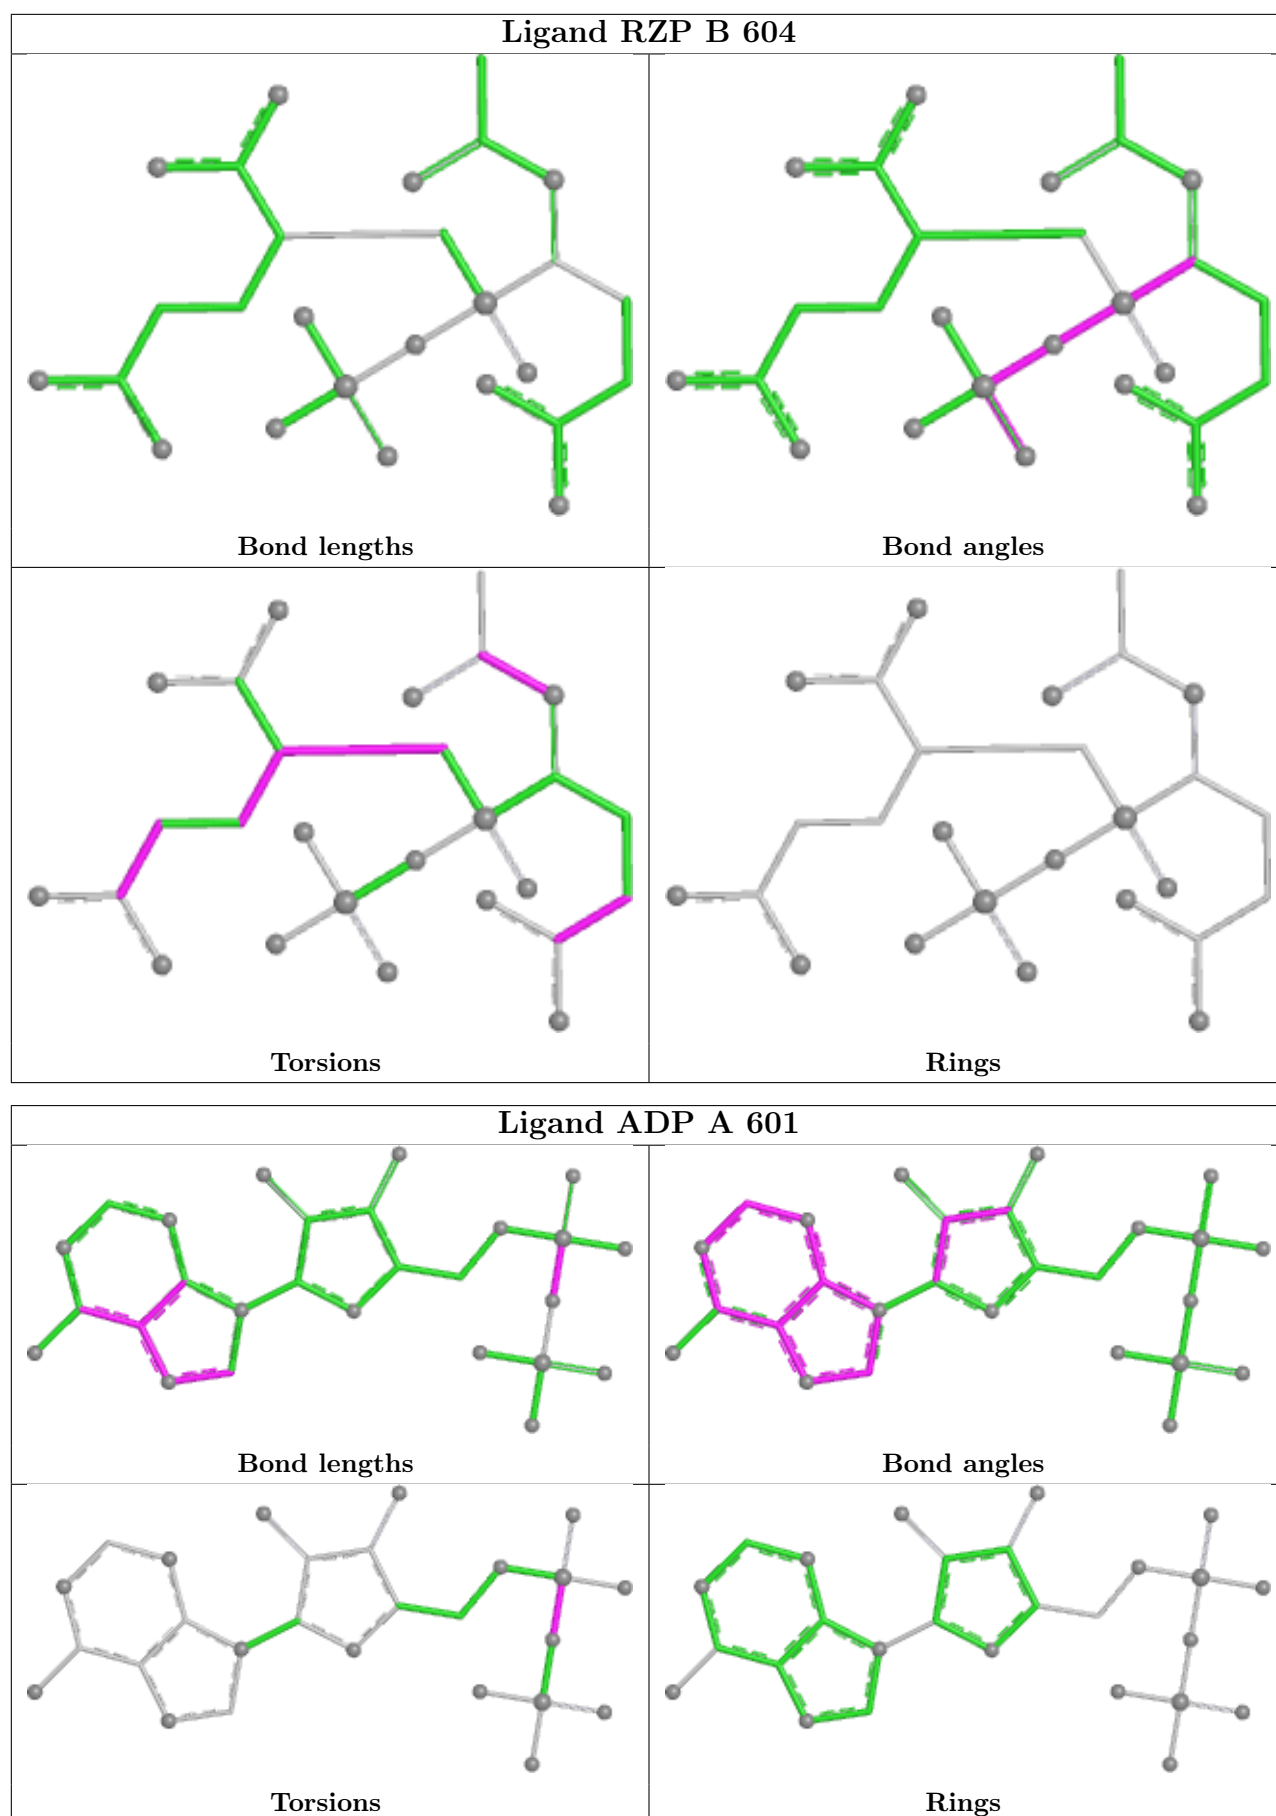 Ligand RZP B 604
Bond lengths
Bond angles
Torsions
Rings
Ligand ADP A 601
Bond lengths
Bond angles
Torsions
Rings